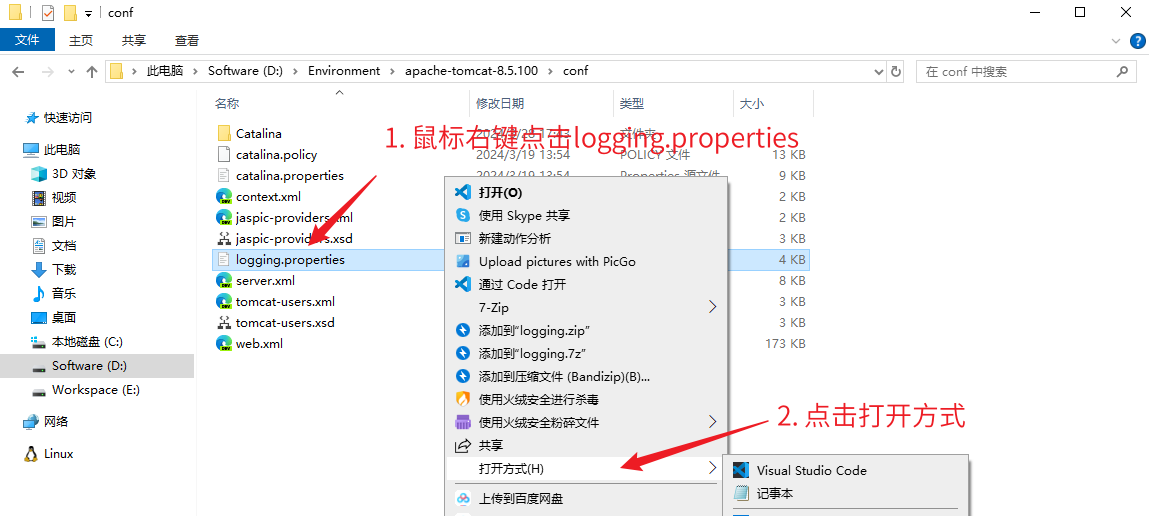 conf
文件 主页 共享 查看
此电脑 Software (D:) Environment apache-tomcat-8.5.100 conf 在 conf 中搜索
名称 修改日期 类型 大小
快速访问
此电脑
3D 对象
视频
图片
文档
下载
音乐
桌面
本地磁盘 (C:)
Software (D:)
Workspace (E:)
网络
Linux
Catalina
catalina.policy 2024/3/19 13:54 POLICY 文件 13 KB
catalina.properties 2024/3/19 13:54 Properties 源文件 9 KB
context.xml 2 KB
jaspic-providers.xml 2 KB
jaspic-providers.xsd 3 KB
logging.properties 4 KB
server.xml 8 KB
tomcat-users.xml 3 KB
tomcat-users.xsd 3 KB
web.xml 173 KB
1. 鼠标右键点击logging.properties
打开(O)
使用 Skype 共享
新建动作分析
Upload pictures with PicGo
通过 Code 打开
7-Zip
添加到"logging.zip"
添加到"logging.7z"
添加到压缩文件 (Bandizip)(B)...
使用火绒安全进行杀毒
使用火绒安全粉碎文件
共享
打开方式(H)
上传到百度网盘
2. 点击打开方式
Visual Studio Code
记事本